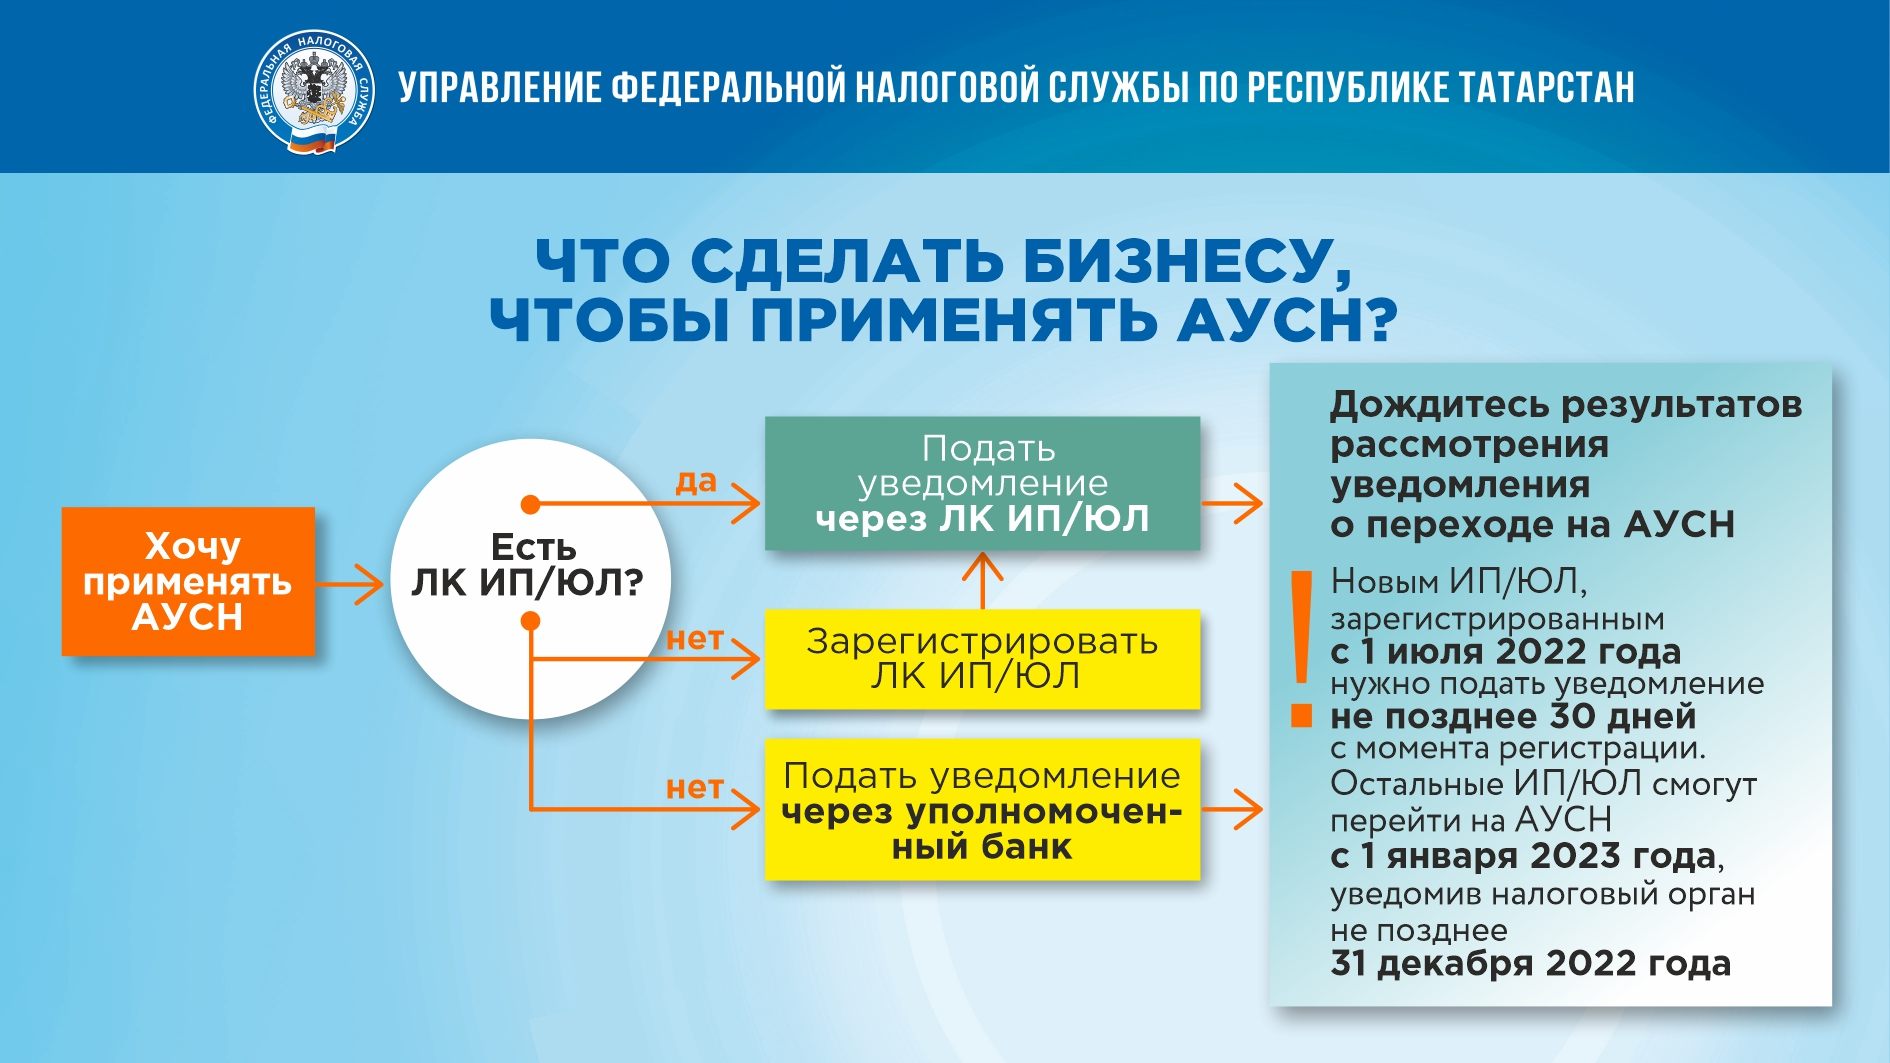 ФЕДЕРАЛЬНАЯ НАЛОГОВАЯ СЛУЖБА
УПРАВЛЕНИЕ ФЕДЕРАЛЬНОЙ НАЛОГОВОЙ СЛУЖБЫ ПО РЕСПУБЛИКЕ ТАТАРСТАН
ЧТО СДЕЛАТЬ БИЗНЕСУ,
ЧТОБЫ ПРИМЕНЯТЬ АУСН?
Хочу
применять
АУСН
Есть
ЛК ИП/ЮЛ?
да
Подать
уведомление
через ЛК ИП/ЮЛ
нет
Зарегистрировать
ЛК ИП/ЮЛ
нет
Подать уведомление
через уполномочен-
ный банк
Дождитесь результатов
рассмотрения
уведомления
о переходе на АУСН
!
Новым ИП/ЮЛ,
зарегистрированным
с 1 июля 2022 года
нужно подать уведомление
не позднее 30 дней
с момента регистрации.
Остальные ИП/ЮЛ смогут
перейти на АУСН
с 1 января 2023 года,
уведомив налоговый орган
не позднее
31 декабря 2022 года